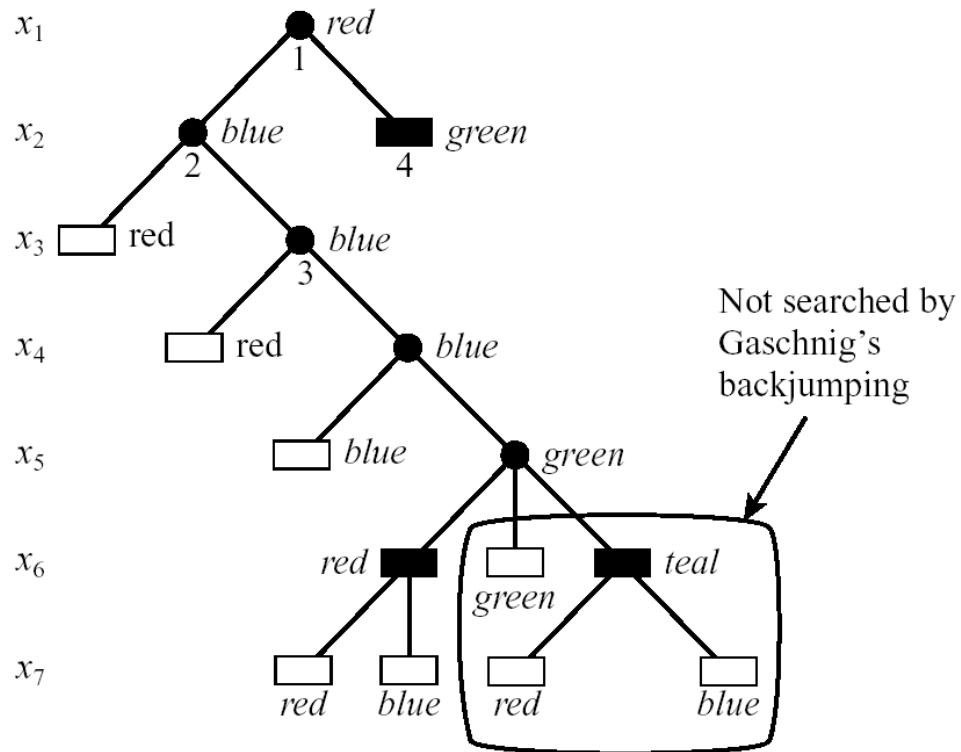 x1 red
1
x2 blue green
2 4
x3 red blue
3
x4 red blue
Not searched by
Gaschnig's
backjumping
x5 blue green
x6 red green teal
x7 red blue red blue